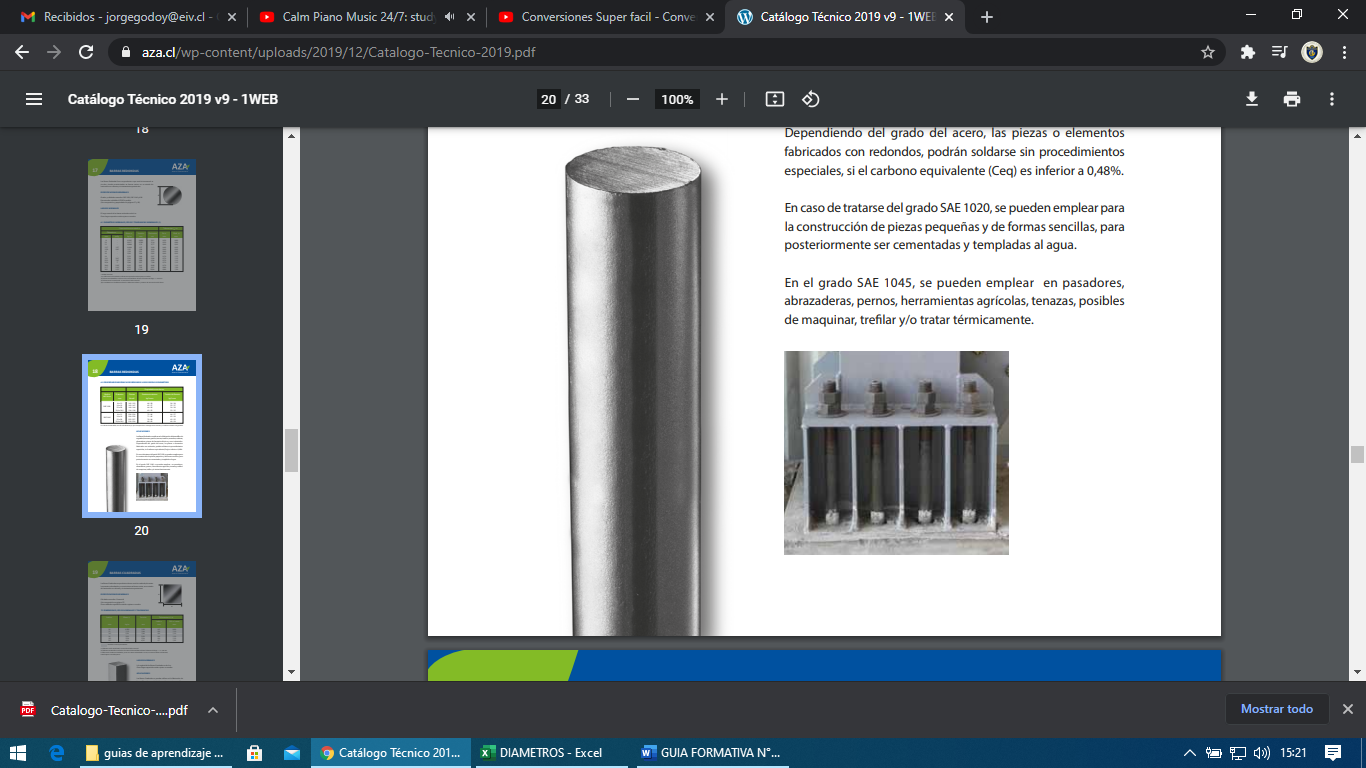 Recibidos - jorgegodoy@eiv.cl -
Calm Piano Music 24/7: stud
Conversiones Super facil - Conve
Catálogo Técnico 2019 v9 - 1WEB
aza.cl/wp-content/uploads/2019/12/Catalogo-Tecnico-2019.pdf
Catálogo Técnico 2019 v9 - 1WEB
20 / 33
100%
18
AZA
19
AZA
20
AZA
Dependiendo del grado del acero, las piezas o elementos
fabricados con redondos, podrán soldarse sin procedimientos
especiales, si el carbono equivalente (Ceq) es inferior a 0,48%.
En caso de tratarse del grado SAE 1020, se pueden emplear para
la construcción de piezas pequeñas y de formas sencillas, para
posteriormente ser cementadas y templadas al agua.
En el grado SAE 1045, se pueden emplear en pasadores,
abrazaderas, pernos, herramientas agrícolas, tenazas, posibles
de maquinar, trefilar y/o tratar térmicamente.
PDF
Catalogo-Tecnico-....pdf
Mostrar todo
guias de aprendizaje ...
Catálogo Técnico 201...
DIAMETROS - Excel
GUIA FORMATIVA N°...
15:21